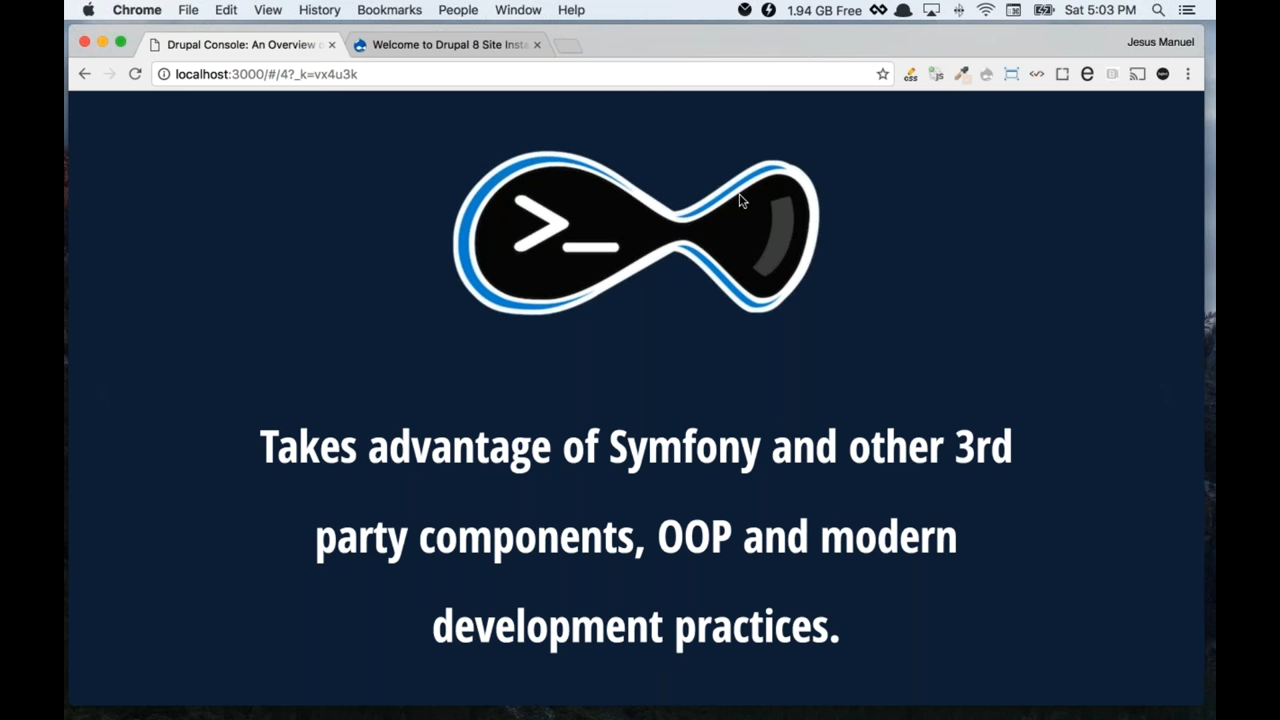 Chrome File Edit View History Bookmarks People Window Help 1.94 GB Free Sat 5:03 PM
Drupal Console: An Overview Welcome to Drupal 8 Site Insta Jesus Manuel
localhost:3000/#/4?_k=vx4u3k
>_
Takes advantage of Symfony and other 3rd
party components, OOP and modern
development practices.